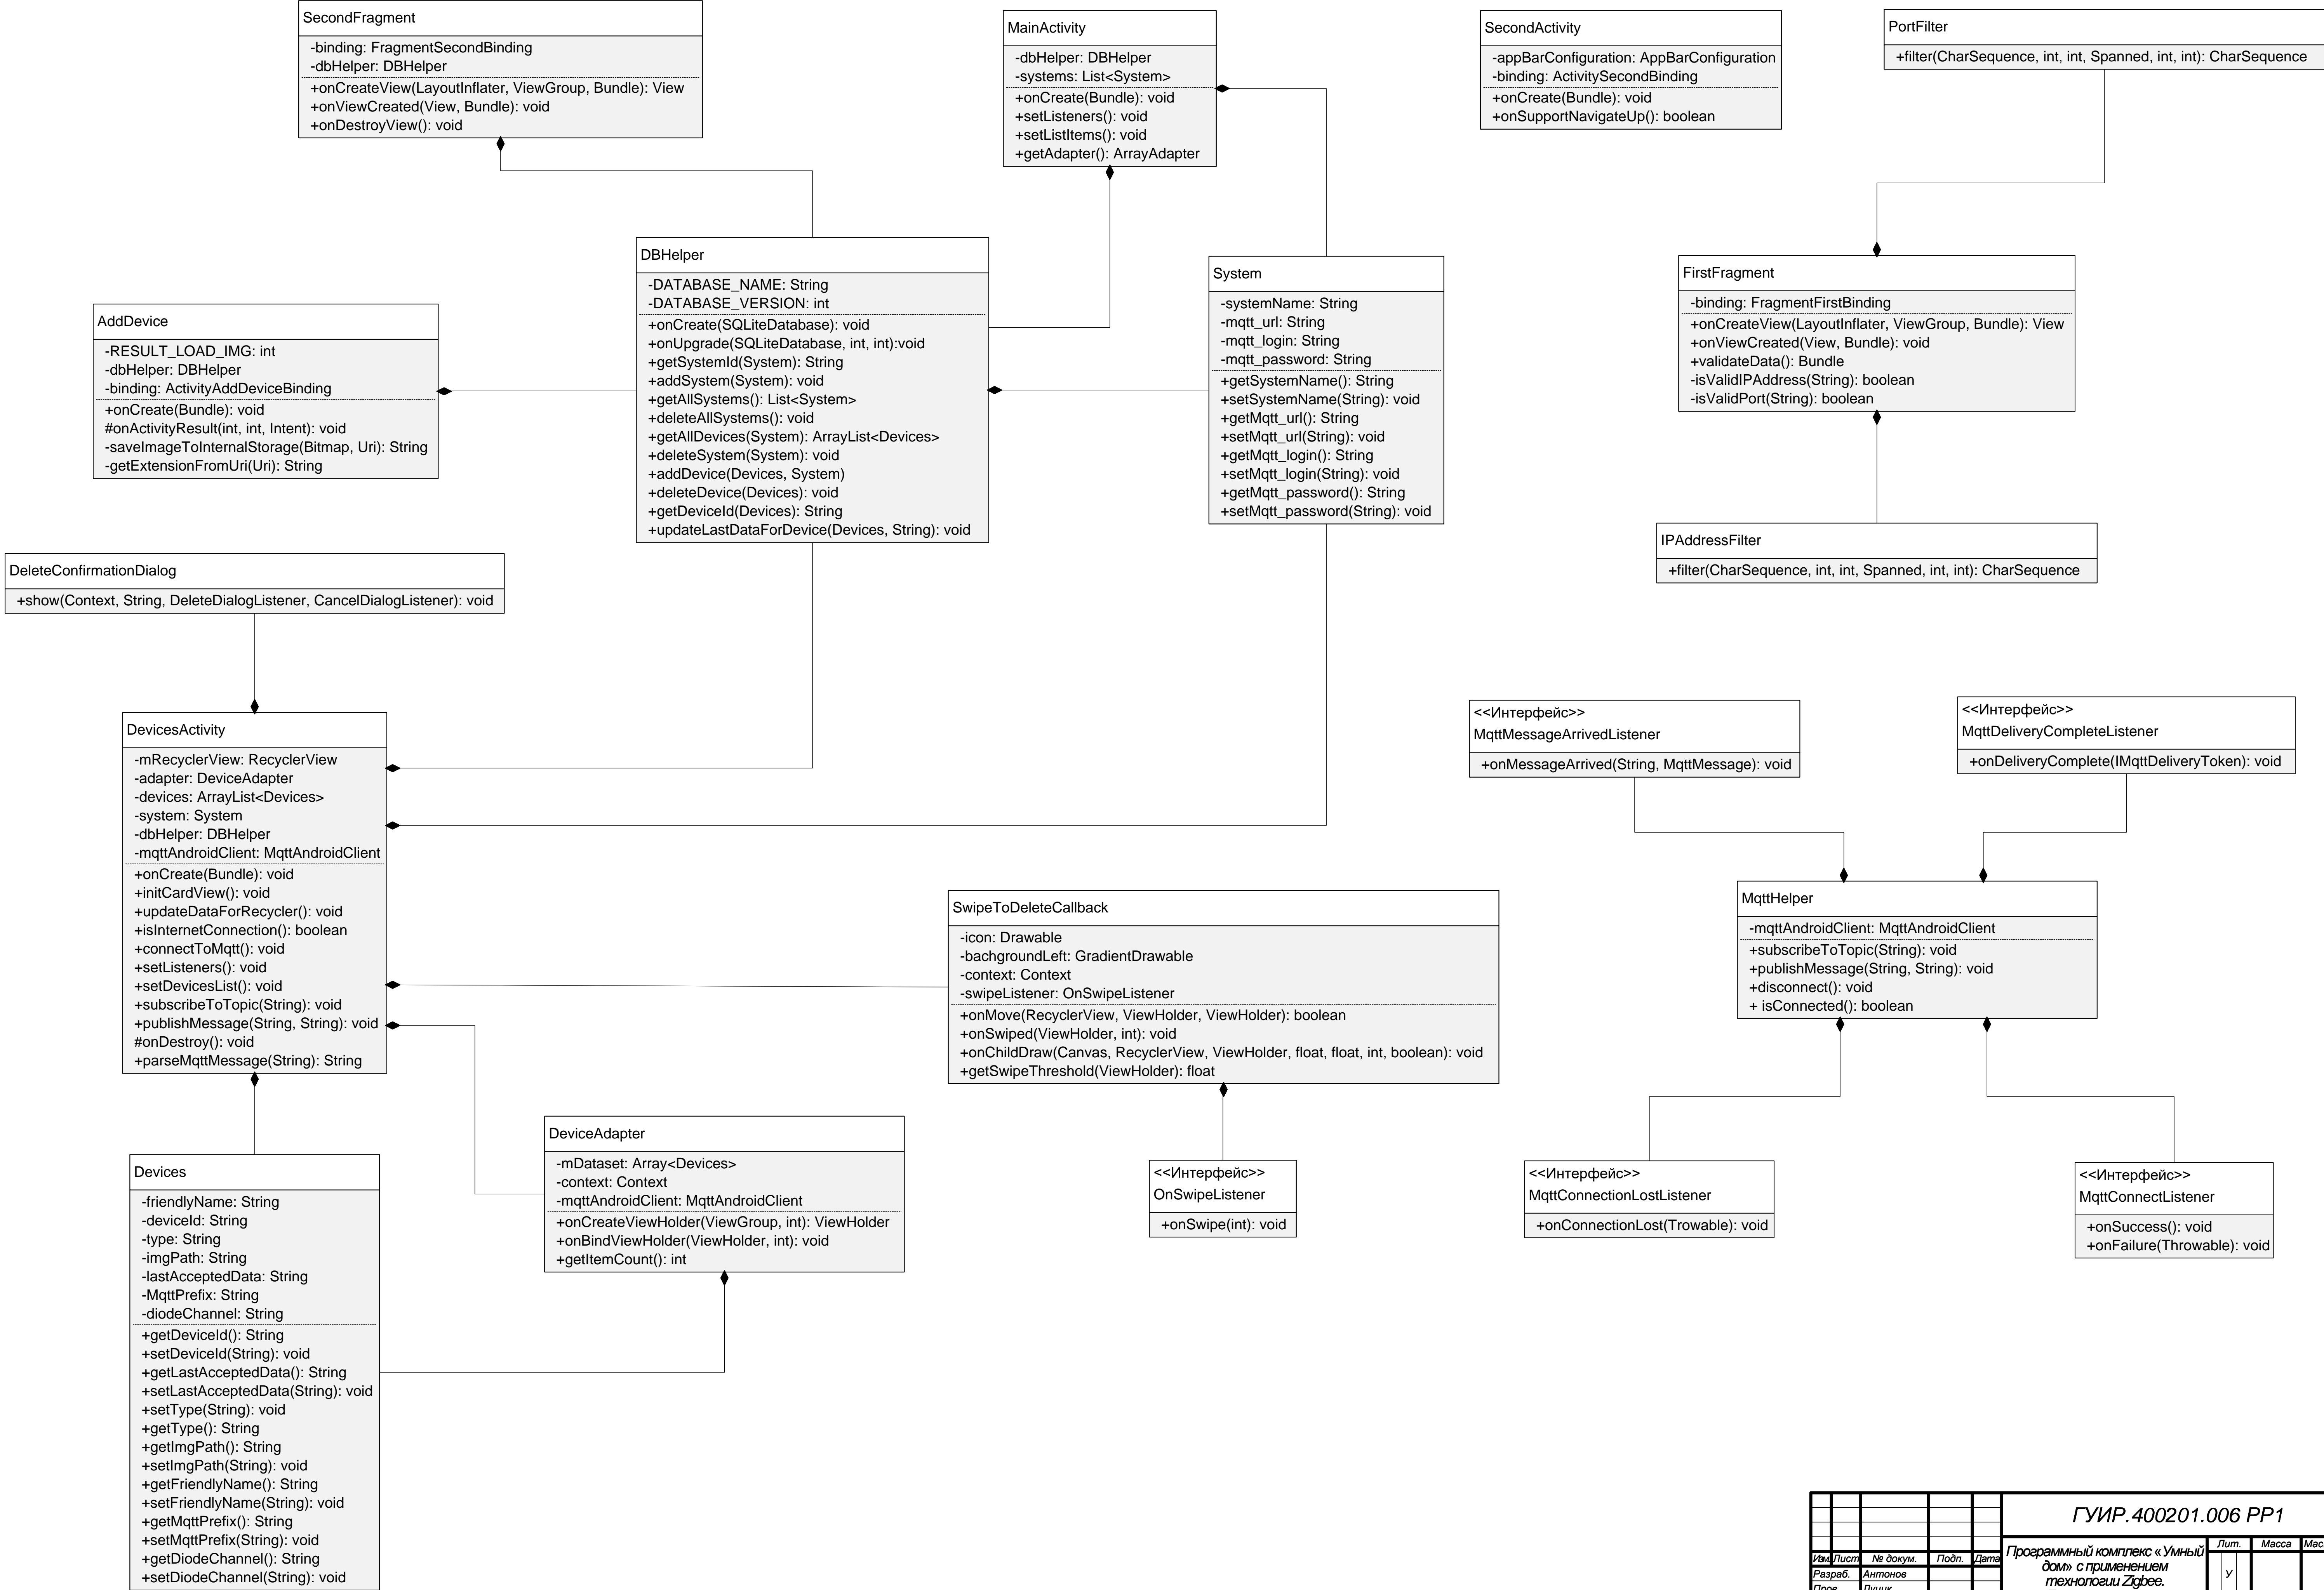 SecondFragment
-binding: FragmentSecondBinding
-dbHelper: DBHelper
+onCreateView(LayoutInflater, ViewGroup, Bundle): View
+onViewCreated(View, Bundle): void
+onDestroyView(): void
MainActivity
-dbHelper: DBHelper
-systems: List<System>
+onCreate(Bundle): void
+setListeners(): void
+setListItems(): void
+getAdapter(): ArrayAdapter
SecondActivity
-appBarConfiguration: AppBarConfiguration
-binding: ActivitySecondBinding
+onCreate(Bundle): void
+onSupportNavigateUp(): boolean
PortFilter
+filter(CharSequence, int, int, Spanned, int, int): CharSequence
DBHelper
-DATABASE_NAME: String
-DATABASE_VERSION: int
+onCreate(SQLiteDatabase): void
+onUpgrade(SQLiteDatabase, int, int):void
+getSystemId(System): String
+addSystem(System): void
+getAllSystems(): List<System>
+deleteAllSystems(): void
+getAllDevices(System): ArrayList<Devices>
+deleteSystem(System): void
+addDevice(Devices, System)
+deleteDevice(Devices): void
+getDeviceId(Devices): String
+updateLastDataForDevice(Devices, String): void
System
-systemName: String
-mqtt_url: String
-mqtt_login: String
-mqtt_password: String
+getSystemName(): String
+setSystemName(String): void
+getMqtt_url(): String
+setMqtt_url(String): void
+getMqtt_login(): String
+setMqtt_login(String): void
+getMqtt_password(): String
+setMqtt_password(String): void
FirstFragment
-binding: FragmentFirstBinding
+onCreateView(LayoutInflater, ViewGroup, Bundle): View
+onViewCreated(View, Bundle): void
+validateData(): Bundle
-isValidIPAddress(String): boolean
-isValidPort(String): boolean
AddDevice
-RESULT_LOAD_IMG: int
-dbHelper: DBHelper
-binding: ActivityAddDeviceBinding
+onCreate(Bundle): void
#onActivityResult(int, int, Intent): void
-saveImageToInternalStorage(Bitmap, Uri): String
-getExtensionFromUri(Uri): String
IPAddressFilter
+filter(CharSequence, int, int, Spanned, int, int): CharSequence
DeleteConfirmationDialog
+show(Context, String, DeleteDialogListener, CancelDialogListener): void
DevicesActivity
-mRecyclerView: RecyclerView
-adapter: DeviceAdapter
-devices: ArrayList<Devices>
-system: System
-dbHelper: DBHelper
-mqttAndroidClient: MqttAndroidClient
+onCreate(Bundle): void
+initCardView(): void
+updateDataForRecycler(): void
+isInternetConnection(): boolean
+connectToMqtt(): void
+setListeners(): void
+setDevicesList(): void
+subscribeToTopic(String): void
+publishMessage(String, String): void
#onDestroy(): void
+parseMqttMessage(String): String
<<Интерфейс>>
MqttMessageArrivedListener
+onMessageArrived(String, MqttMessage): void
<<Интерфейс>>
MqttDeliveryCompleteListener
+onDeliveryComplete(IMqttDeliveryToken): void
SwipeToDeleteCallback
-icon: Drawable
-bachgroundLeft: GradientDrawable
-context: Context
-swipeListener: OnSwipeListener
+onMove(RecyclerView, ViewHolder, ViewHolder): boolean
+onSwiped(ViewHolder, int): void
+onChildDraw(Canvas, RecyclerView, ViewHolder, float, float, int, boolean): void
+getSwipeThreshold(ViewHolder): float
MqttHelper
-mqttAndroidClient: MqttAndroidClient
+subscribeToTopic(String): void
+publishMessage(String, String): void
+disconnect(): void
+ isConnected(): boolean
Devices
-friendlyName: String
-deviceId: String
-type: String
-imgPath: String
-lastAcceptedData: String
-MqttPrefix: String
-diodeChannel: String
+getDeviceId(): String
+setDeviceId(String): void
+getLastAcceptedData(): String
+setLastAcceptedData(String): void
+setType(String): void
+getType(): String
+getImgPath(): String
+setImgPath(String): void
+getFriendlyName(): String
+setFriendlyName(String): void
+getMqttPrefix(): String
+setMqttPrefix(String): void
+getDiodeChannel(): String
+setDiodeChannel(String): void
DeviceAdapter
-mDataset: Array<Devices>
-context: Context
-mqttAndroidClient: MqttAndroidClient
+onCreateViewHolder(ViewGroup, int): ViewHolder
+onBindViewHolder(ViewHolder, int): void
+getItemCount(): int
<<Интерфейс>>
OnSwipeListener
+onSwipe(int): void
<<Интерфейс>>
MqttConnectionLostListener
+onConnectionLost(Trowable): void
<<Интерфейс>>
MqttConnectListener
+onSuccess(): void
+onFailure(Throwable): void
ГУИР.400201.006 РР1
Изм. Лист № докум. Подп. Дата
Разраб. Антонов
Программный комплекс «Умный
дом» с применением
технологии Zigbee.
Лит. Масса
У